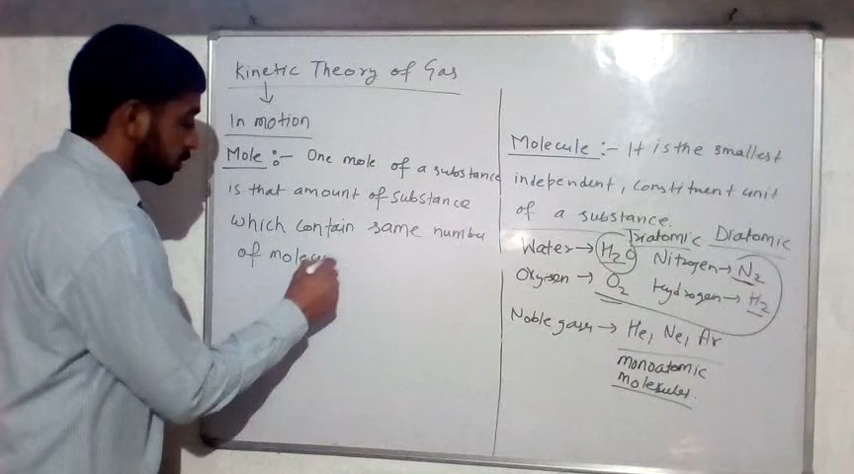 Kinetic Theory of Gas
In motion
Mole :- One mole of a substance
is that amount of substance
which contain same number
of molecu
Molecule :- It is the smallest
independent, constituent unit
of a substance.
Triatomic Diatomic
Water → H2O Nitrogen → N2
Oxygen → O2 Hydrogen → H2
Noble gases → He, Ne, Ar
monoatomic
molecules.